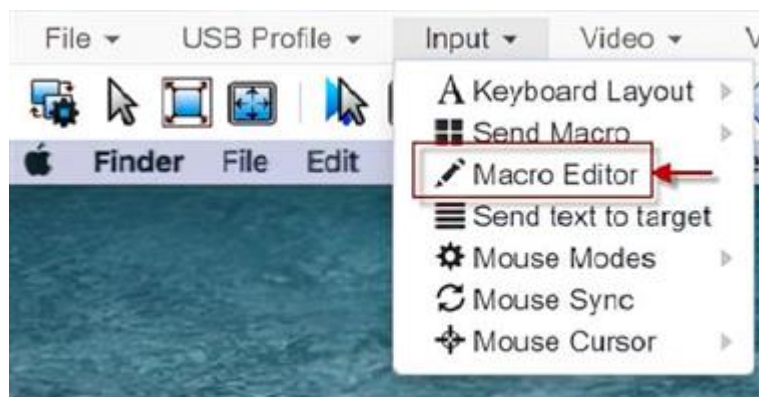 File USB Profile Input Video V
Keyboard Layout
Send Macro
Finder File Edit
Macro Editor
Send text to target
Mouse Modes
Mouse Sync
Mouse Cursor